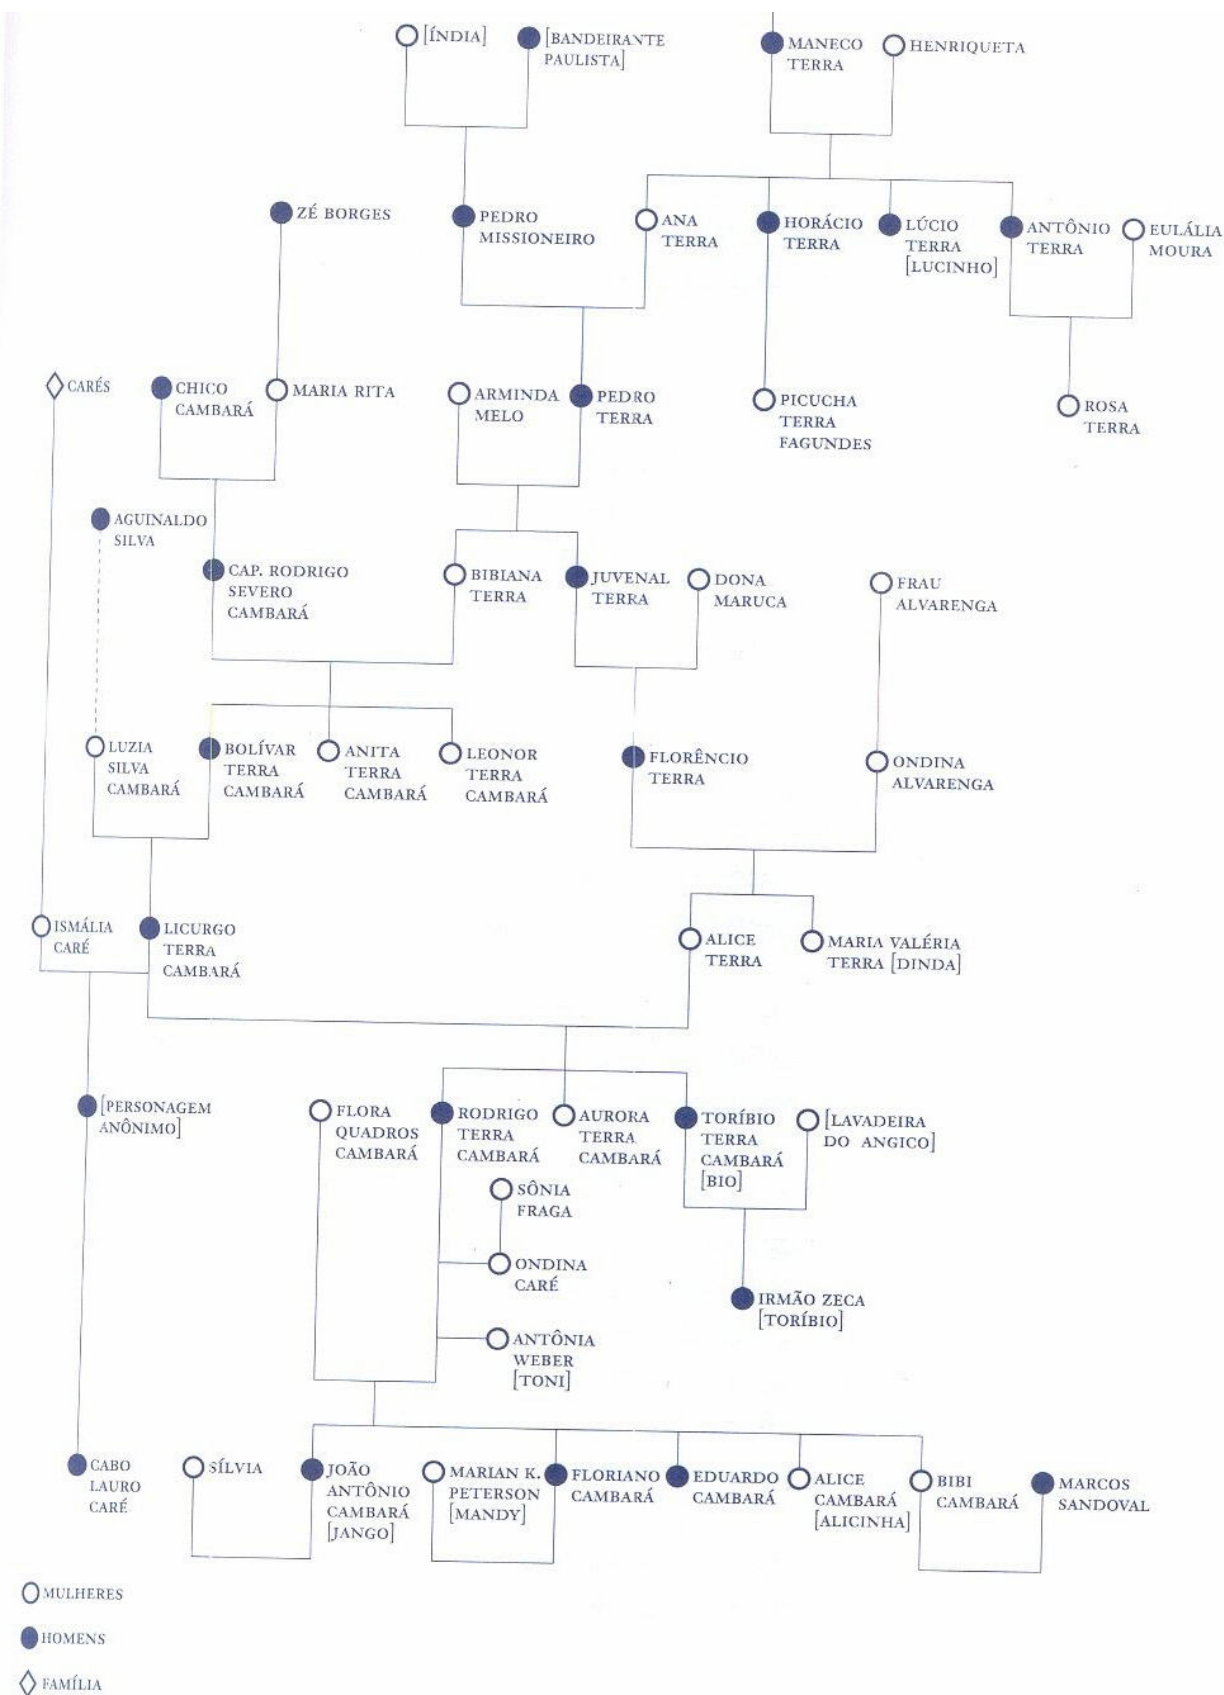 [ÍNDIA]
[BANDEIRANTE
PAULISTA]
MANECO
TERRA
HENRIQUETA
ZÉ BORGES
PEDRO
MISSIONEIRO
ANA
TERRA
HORÁCIO
TERRA
LÚCIO
TERRA
[LUCINHO]
ANTÔNIO
TERRA
EULÁLIA
MOURA
CARÉS
CHICO
CAMBARÁ
MARIA RITA
ARMINDA
MELO
PEDRO
TERRA
PICUCHA
TERRA
FAGUNDES
ROSA
TERRA
AGUINALDO
SILVA
CAP. RODRIGO
SEVERO
CAMBARÁ
BIBIANA
TERRA
JUVENAL
TERRA
DONA
MARUCA
FRAU
ALVARENGA
LUZIA
SILVA
CAMBARÁ
BOLÍVAR
TERRA
CAMBARÁ
ANITA
TERRA
CAMBARÁ
LEONOR
TERRA
CAMBARÁ
FLORÊNCIO
TERRA
ONDINA
ALVARENGA
ISMÁLIA
CARÉ
LICURGO
TERRA
CAMBARÁ
ALICE
TERRA
MARIA VALÉRIA
TERRA [DINDA]
[PERSONAGEM
ANÔNIMO]
FLORA
QUADROS
CAMBARÁ
RODRIGO
TERRA
CAMBARÁ
AURORA
TERRA
CAMBARÁ
TORÍBIO
TERRA
CAMBARÁ
[BIO]
[LAVADEIRA
DO ANGICO]
SÔNIA
FRAGA
ONDINA
CARÉ
IRMÃO ZECA
[TORÍBIO]
ANTÔNIA
WEBER
[TONI]
CABO
LAURO
CARÉ
SÍLVIA
JOÃO
ANTÔNIO
CAMBARÁ
[JANGO]
MARIAN K.
PETERSON
[MANDY]
FLORIANO
CAMBARÁ
EDUARDO
CAMBARÁ
ALICE
CAMBARÁ
[ALICINHA]
BIBI
CAMBARÁ
MARCOS
SANDOVAL
MULHERES
HOMENS
FAMÍLIA